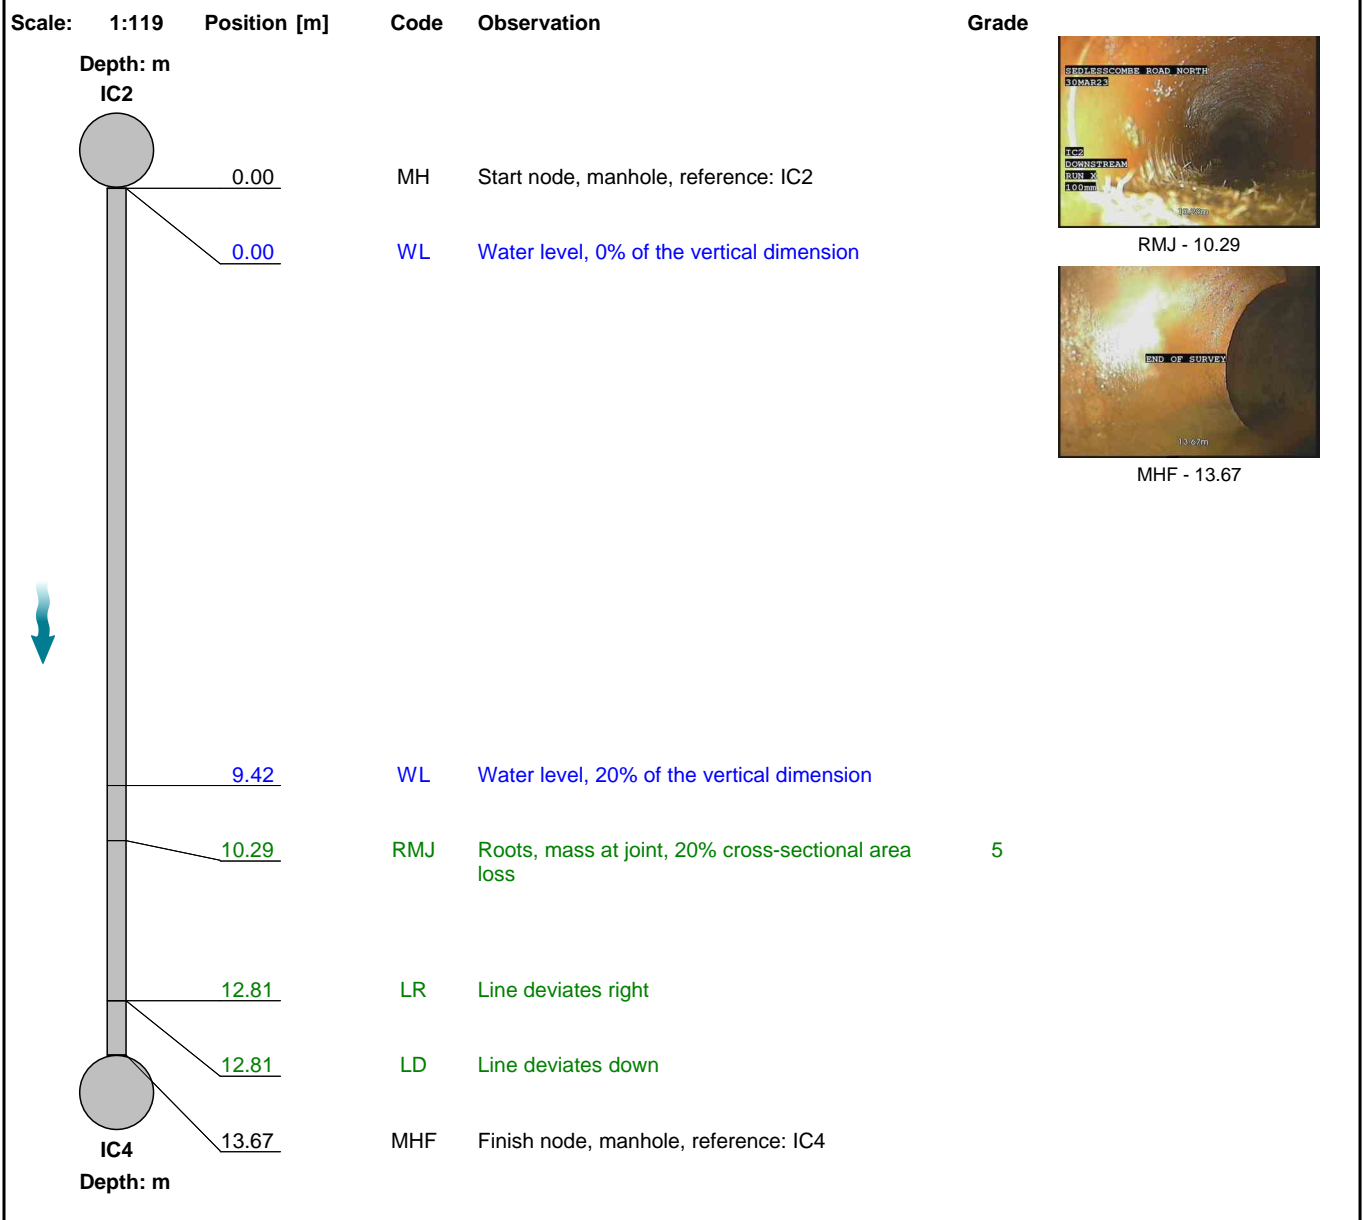 Scale: 1:119 Position [m] Code Observation Grade
Depth: m
IC2
0.00 MH Start node, manhole, reference: IC2
0.00 WL Water level, 0% of the vertical dimension
SEDLESSCOMBE ROAD NORTH
30MAR23
IC2
DOWNSTREAM
RUN X
100mm
RMJ - 10.29
END OF SURVEY
13.67m
MHF - 13.67
9.42 WL Water level, 20% of the vertical dimension
10.29 RMJ Roots, mass at joint, 20% cross-sectional area 5
loss
12.81 LR Line deviates right
12.81 LD Line deviates down
13.67 MHF Finish node, manhole, reference: IC4
IC4
Depth: m